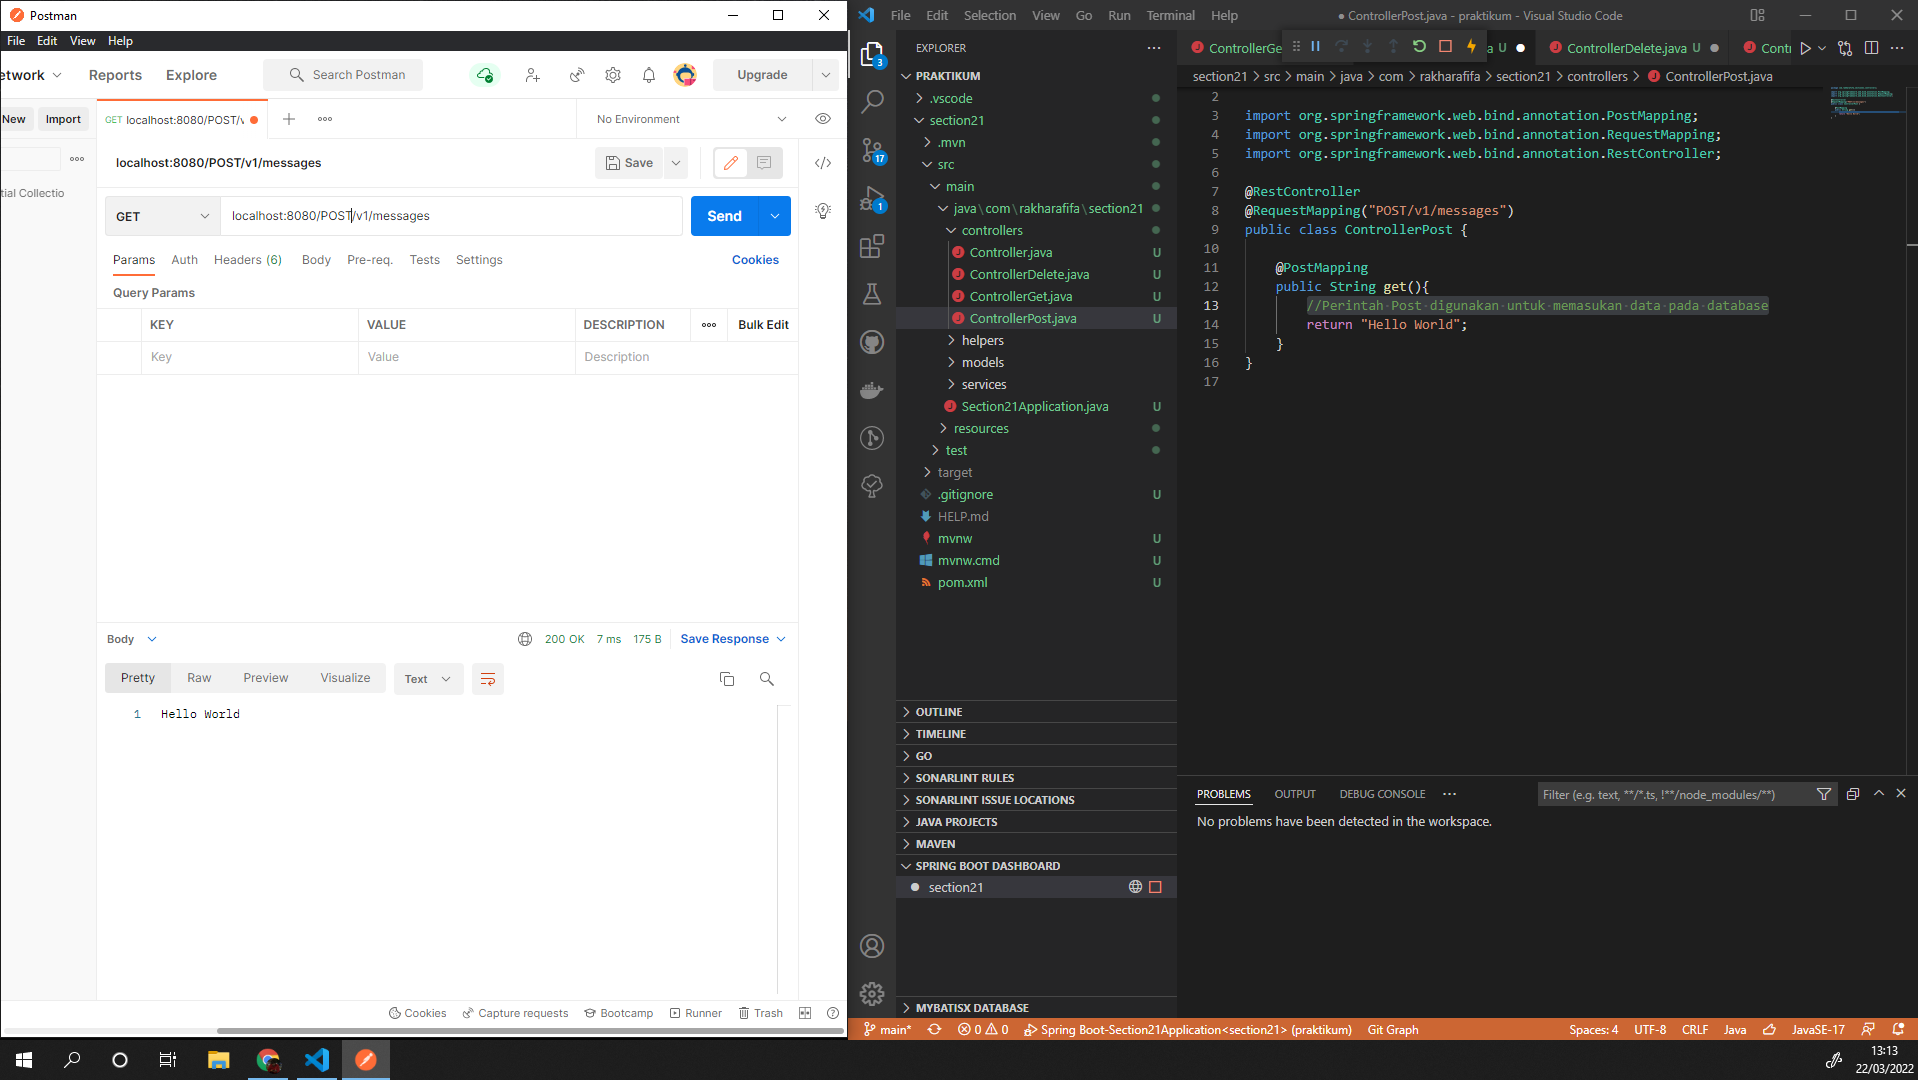 Postman
File Edit View Help
etwork Reports Explore Search Postman Upgrade
New Import GET localhost:8080/POST/v No Environment
localhost:8080/POST/v1/messages Save
tial Collectio
GET localhost:8080/POST/v1/messages Send
Params Auth Headers (6) Body Pre-req. Tests Settings Cookies
Query Params
KEY VALUE DESCRIPTION Bulk Edit
Key Value Description
Body 200 OK 7 ms 175 B Save Response
Pretty Raw Preview Visualize Text
1 Hello World
Cookies Capture requests Bootcamp Runner Trash
File Edit Selection View Go Run Terminal Help ● ControllerPost.java - praktikum - Visual Studio Code
EXPLORER
3
17
1
PRAKTIKUM
.vscode
section21
.mvn
src
main
java\com\rakharafifa\section21
controllers
Controller.java U
ControllerDelete.java U
ControllerGet.java U
ControllerPost.java U
helpers
models
services
Section21Application.java U
resources
test
target
.gitignore U
HELP.md
mvnw U
mvnw.cmd U
pom.xml U
OUTLINE
TIMELINE
GO
SONARLINT RULES
SONARLINT ISSUE LOCATIONS
JAVA PROJECTS
MAVEN
SPRING BOOT DASHBOARD
section21
MYBATISX DATABASE
ControllerGe a U ControllerDelete.java U Contr
section21 > src > main > java > com > rakharafifa > section21 > controllers > ControllerPost.java
2
3 import org.springframework.web.bind.annotation.PostMapping;
4 import org.springframework.web.bind.annotation.RequestMapping;
5 import org.springframework.web.bind.annotation.RestController;
6
7 @RestController
8 @RequestMapping("POST/v1/messages")
9 public class ControllerPost {
10
11 @PostMapping
12 public String get(){
13 //Perintah Post digunakan untuk memasukan data pada database
14 return "Hello World";
15 }
16 }
17
PROBLEMS OUTPUT DEBUG CONSOLE Filter (e.g. text, **/*.ts, !**/node_modules/**)
No problems have been detected in the workspace.
main* 0 0 Spring Boot-Section21Application<section21> (praktikum) Git Graph Spaces: 4 UTF-8 CRLF Java JavaSE-17
13:13
22/03/2022